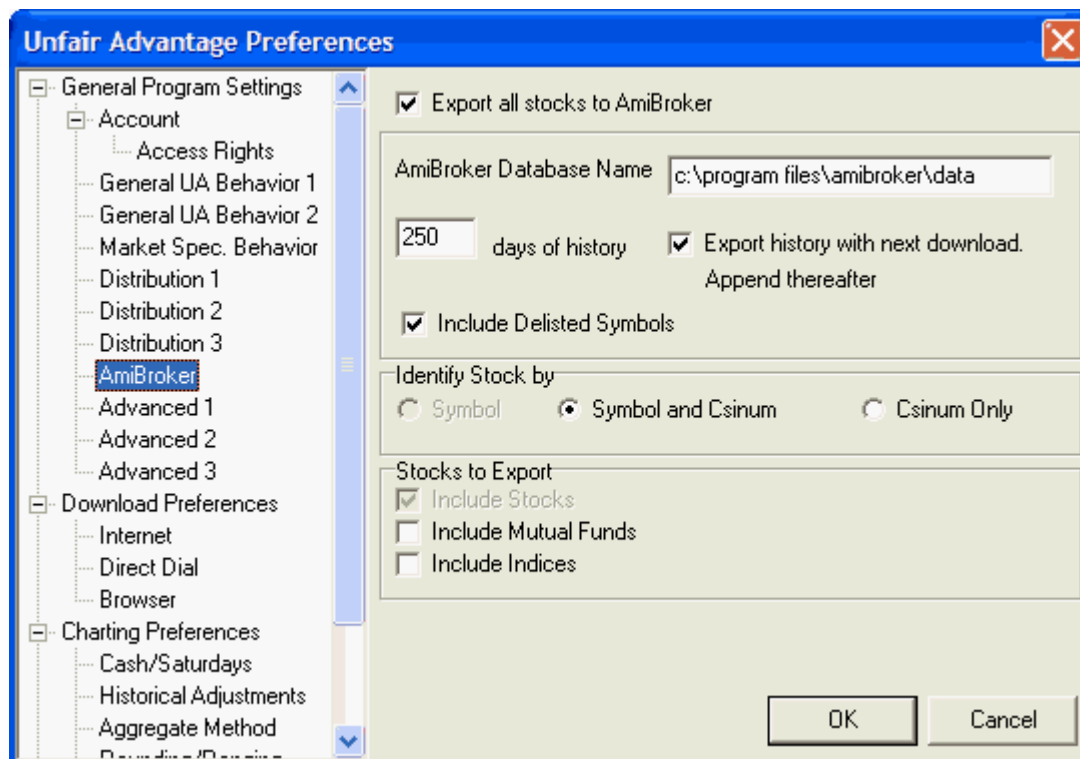 Unfair Advantage Preferences
General Program Settings
Account
Access Rights
General UA Behavior 1
General UA Behavior 2
Market Spec. Behavior
Distribution 1
Distribution 2
Distribution 3
AmiBroker
Advanced 1
Advanced 2
Advanced 3
Download Preferences
Internet
Direct Dial
Browser
Charting Preferences
Cash/Saturdays
Historical Adjustments
Aggregate Method
Export all stocks to AmiBroker
AmiBroker Database Name c:\program files\amibroker\data
250 days of history Export history with next download.
Append thereafter
Include Delisted Symbols
Identify Stock by
Symbol Symbol and Csinum Csinum Only
Stocks to Export
Include Stocks
Include Mutual Funds
Include Indices
OK Cancel